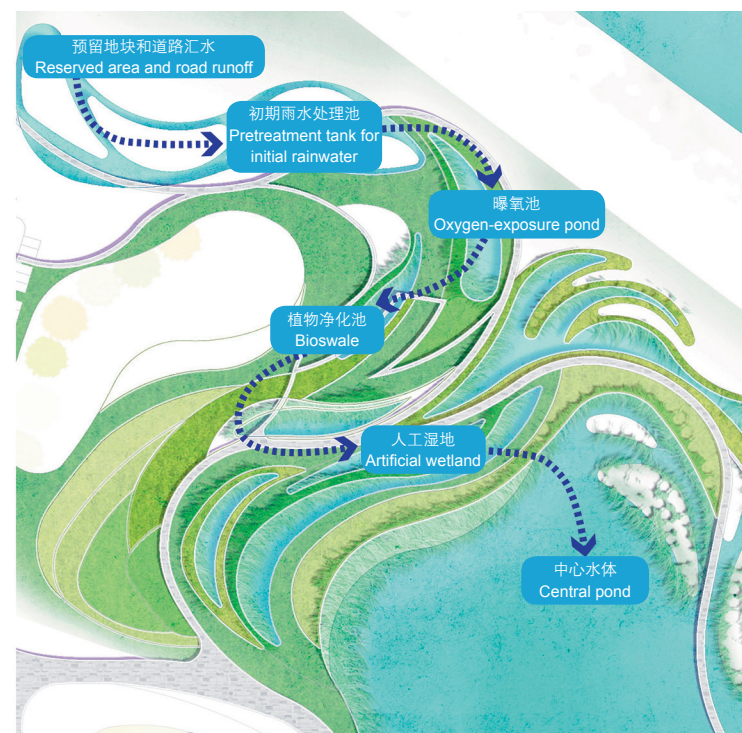 预留地块和道路汇水
Reserved area and road runoff
初期雨水处理池
Pretreatment tank for
initial rainwater
曝氧池
Oxygen-exposure pond
植物净化池
Bioswale
人工湿地
Artificial wetland
中心水体
Central pond